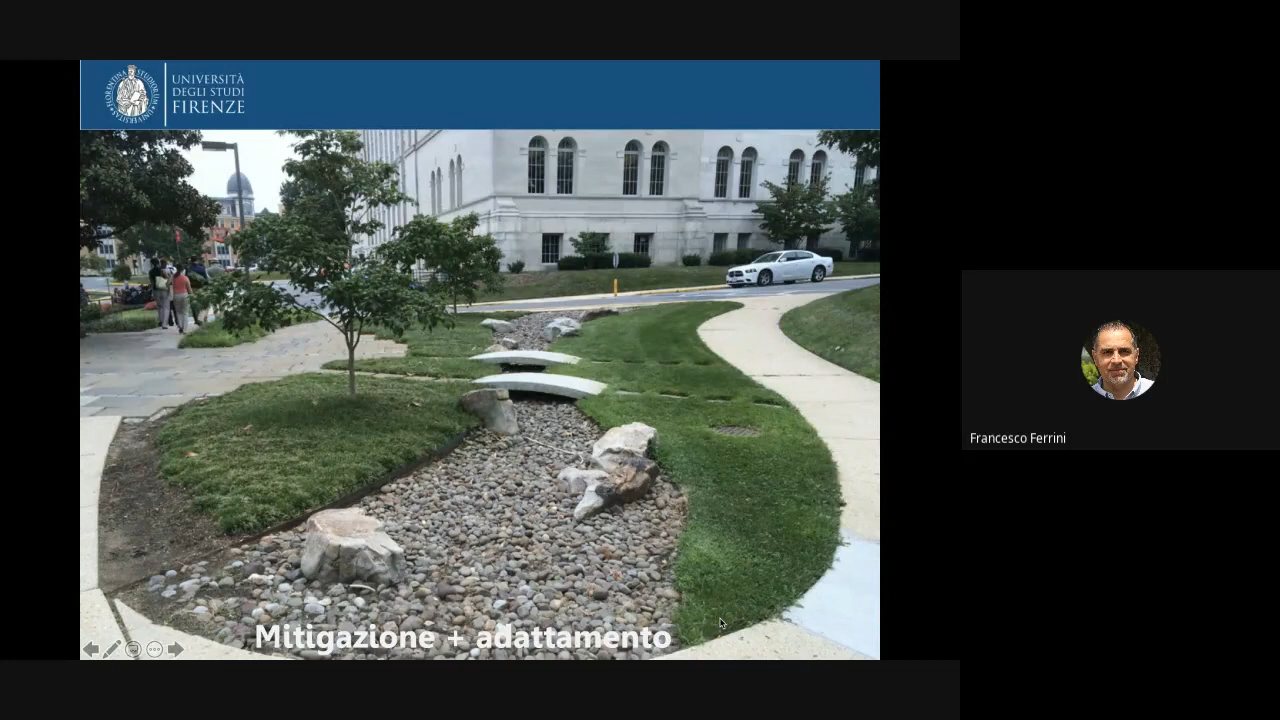 UNIVERSITÀ
DEGLI STUDI
FIRENZE
Francesco Ferrini
Mitigazione + adattamento